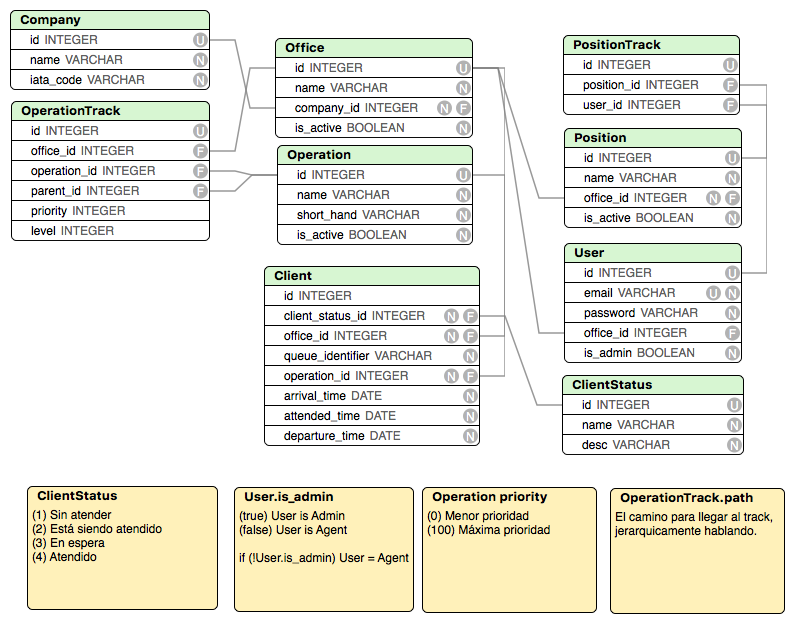 Company
id INTEGER U
name VARCHAR N
iata_code VARCHAR N
OperationTrack
id INTEGER U
office_id INTEGER F
operation_id INTEGER F
parent_id INTEGER F
priority INTEGER
level INTEGER
Office
id INTEGER U
name VARCHAR N
company_id INTEGER N F
is_active BOOLEAN N
Operation
id INTEGER U
name VARCHAR N
short_hand VARCHAR N
is_active BOOLEAN N
Client
id INTEGER
client_status_id INTEGER N F
office_id INTEGER N F
queue_identifier VARCHAR N
operation_id INTEGER N F
arrival_time DATE N
attended_time DATE N
departure_time DATE N
PositionTrack
id INTEGER U
position_id INTEGER F
user_id INTEGER F
Position
id INTEGER U
name VARCHAR N
office_id INTEGER N F
is_active BOOLEAN N
User
id INTEGER U
email VARCHAR U N
password VARCHAR N
office_id INTEGER F
is_admin BOOLEAN N
ClientStatus
id INTEGER U
name VARCHAR N
desc VARCHAR N
ClientStatus
(1) Sin atender
(2) Está siendo atendido
(3) En espera
(4) Atendido
User.is_admin
(true) User is Admin
(false) User is Agent
if (!User.is_admin) User = Agent
Operation priority
(0) Menor prioridad
(100) Máxima prioridad
OperationTrack.path
El camino para llegar al track,
jerarquicamente hablando.